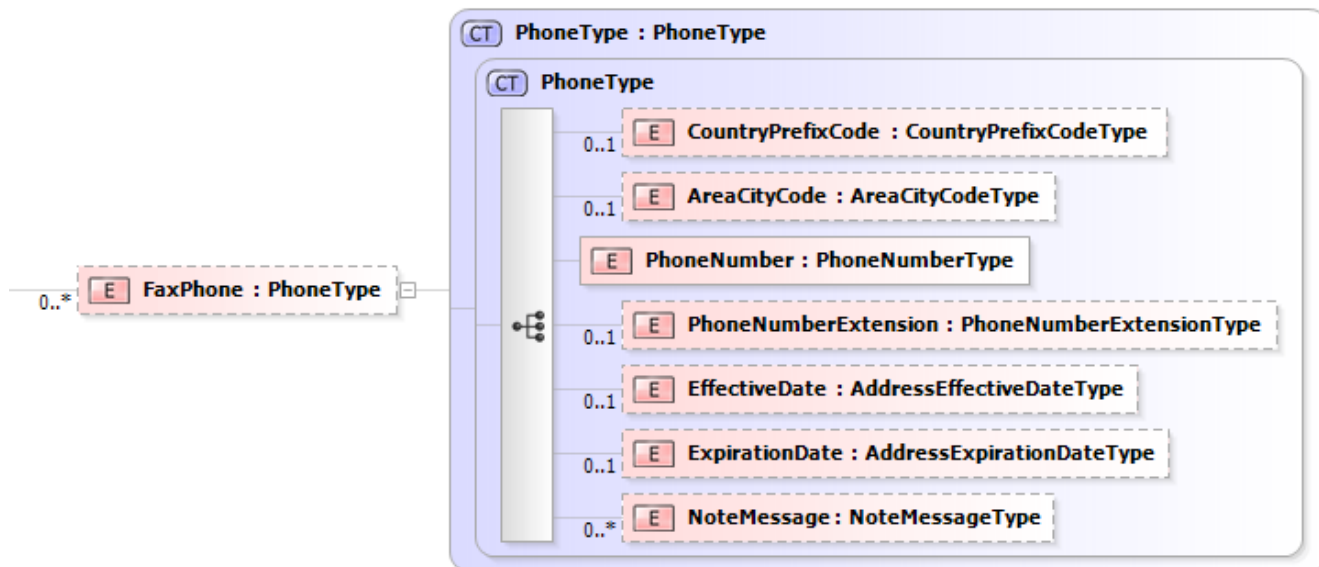 CT PhoneType : PhoneType
CT PhoneType
E CountryPrefixCode : CountryPrefixCodeType
0..1
E AreaCityCode : AreaCityCodeType
0..1
E PhoneNumber : PhoneNumberType
0..* E FaxPhone : PhoneType
E PhoneNumberExtension : PhoneNumberExtensionType
0..1
E EffectiveDate : AddressEffectiveDateType
0..1
E ExpirationDate : AddressExpirationDateType
0..1
E NoteMessage : NoteMessageType
0..*